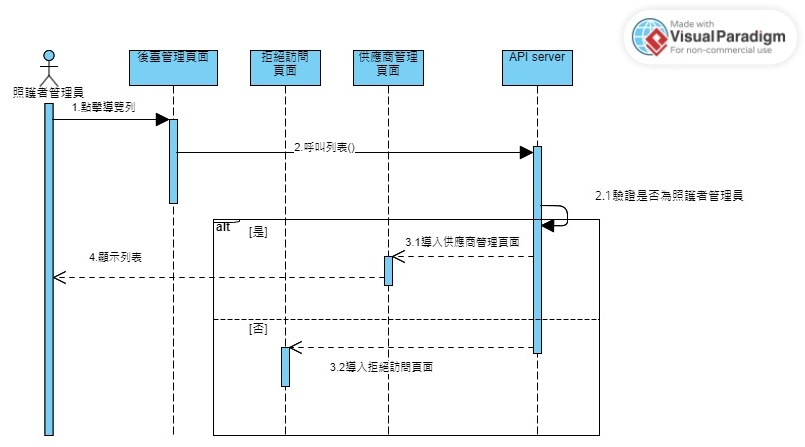 Made with
VisualParadigm
For non-commercial use
後臺管理頁面
拒絕訪問
頁面
供應商管理
頁面
API server
照護者管理員
1.點擊導覽列
2.呼叫列表()
2.1驗證是否為照護者管理員
alt
[是]
3.1導入供應商管理頁面
4.顯示列表
[否]
3.2導入拒絕訪問頁面